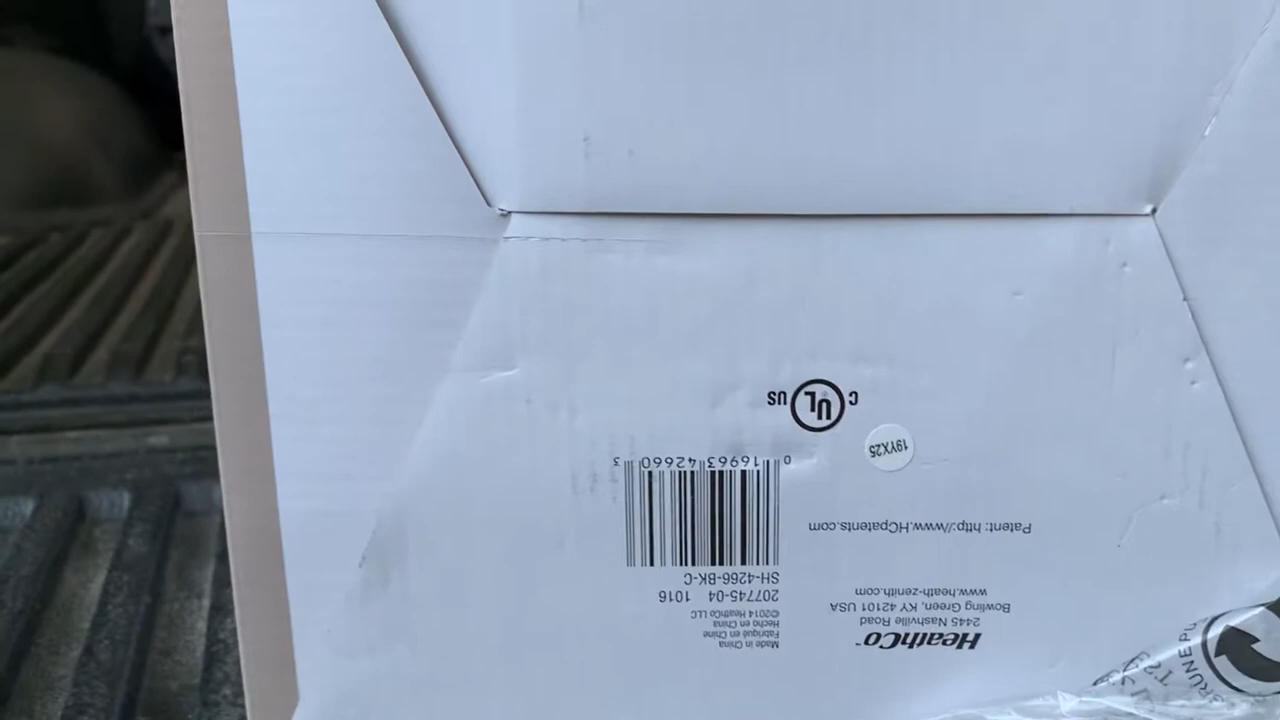 HeathCo™
2445 Nashville Road
Bowling Green, KY 42101 USA
www.heath-zenith.com
Patent: http://www.HCpatents.com
Made in China
Fabriqué en Chine
Hecho en China
©2014 HeathCo LLC
207745-04 1016
SH-4266-BK-C
0 16963 42660 3
19YX25
C UL US